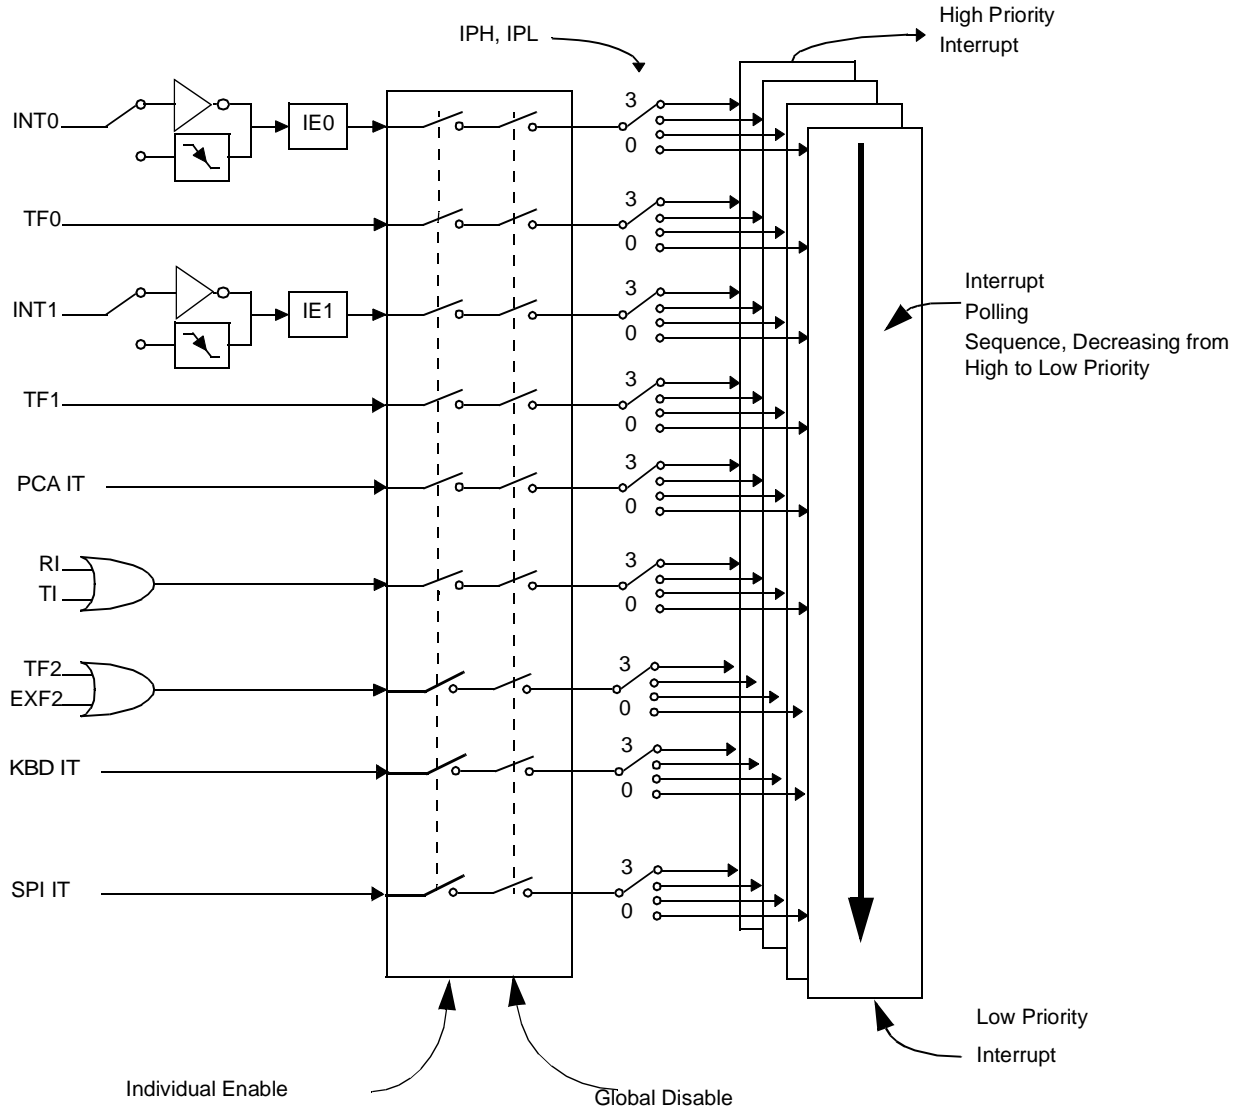 High Priority
Interrupt
IPH, IPL
INT0
IE0
3
0
TF0
3
0
INT1
IE1
3
0
Interrupt
Polling
Sequence, Decreasing from
High to Low Priority
TF1
3
0
PCA IT
3
0
RI
TI
3
0
TF2
EXF2
3
0
KBD IT
3
0
SPI IT
3
0
Low Priority
Interrupt
Individual Enable
Global Disable